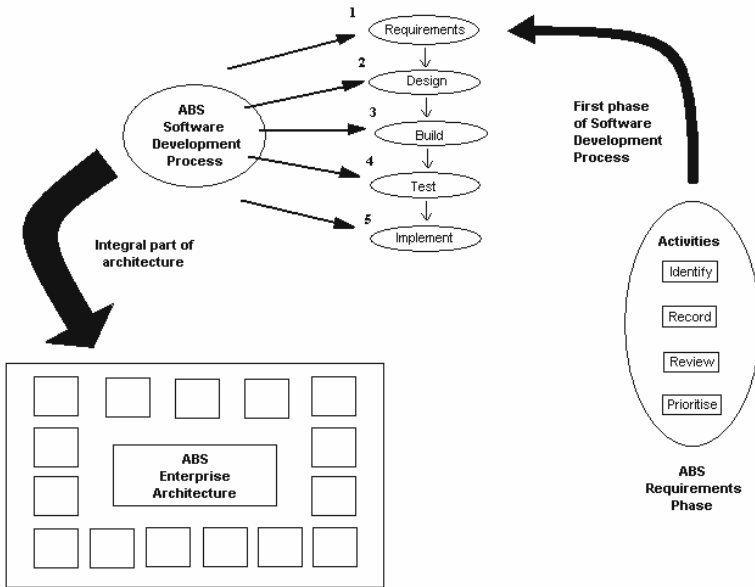 1
Requirements
2
Design
3
Build
4
Test
5
Implement
ABS
Software
Development
Process
First phase
of Software
Development
Process
Integral part of
architecture
Activities
Identify
Record
Review
Prioritise
ABS
Requirements
Phase
ABS
Enterprise
Architecture